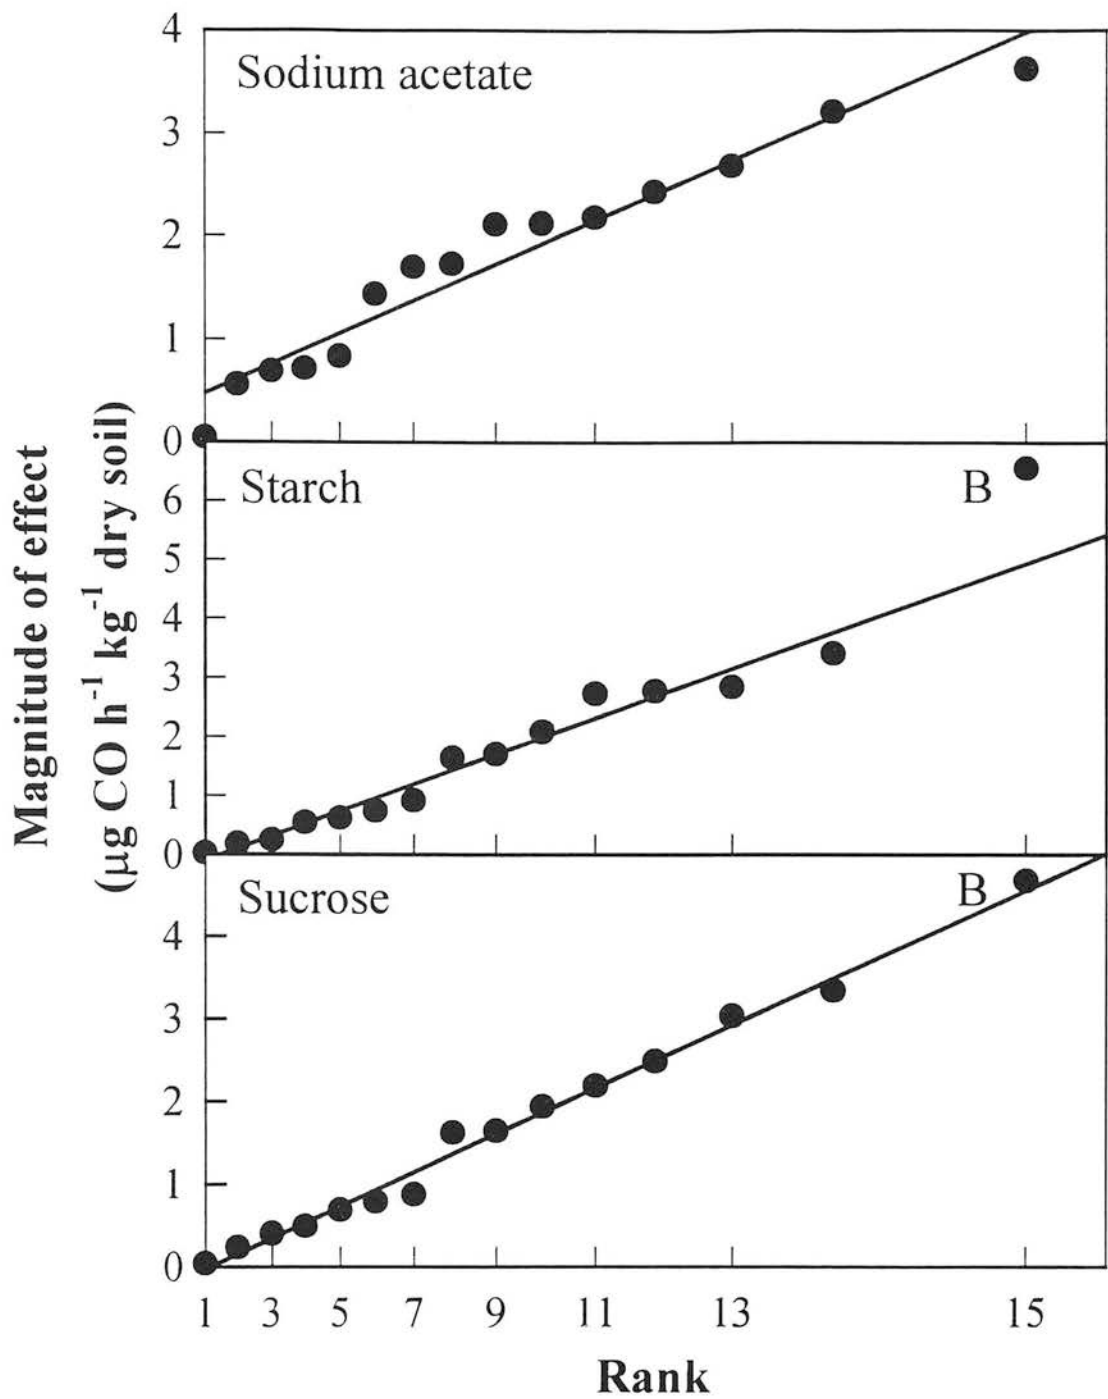 4
Sodium acetate
3
2
1
0
Starch
B
6
5
4
3
2
1
0
Sucrose
B
4
3
2
1
0
1 3 5 7 9 11 13 15
Rank
Magnitude of effect
(µg CO h⁻¹ kg⁻¹ dry soil)